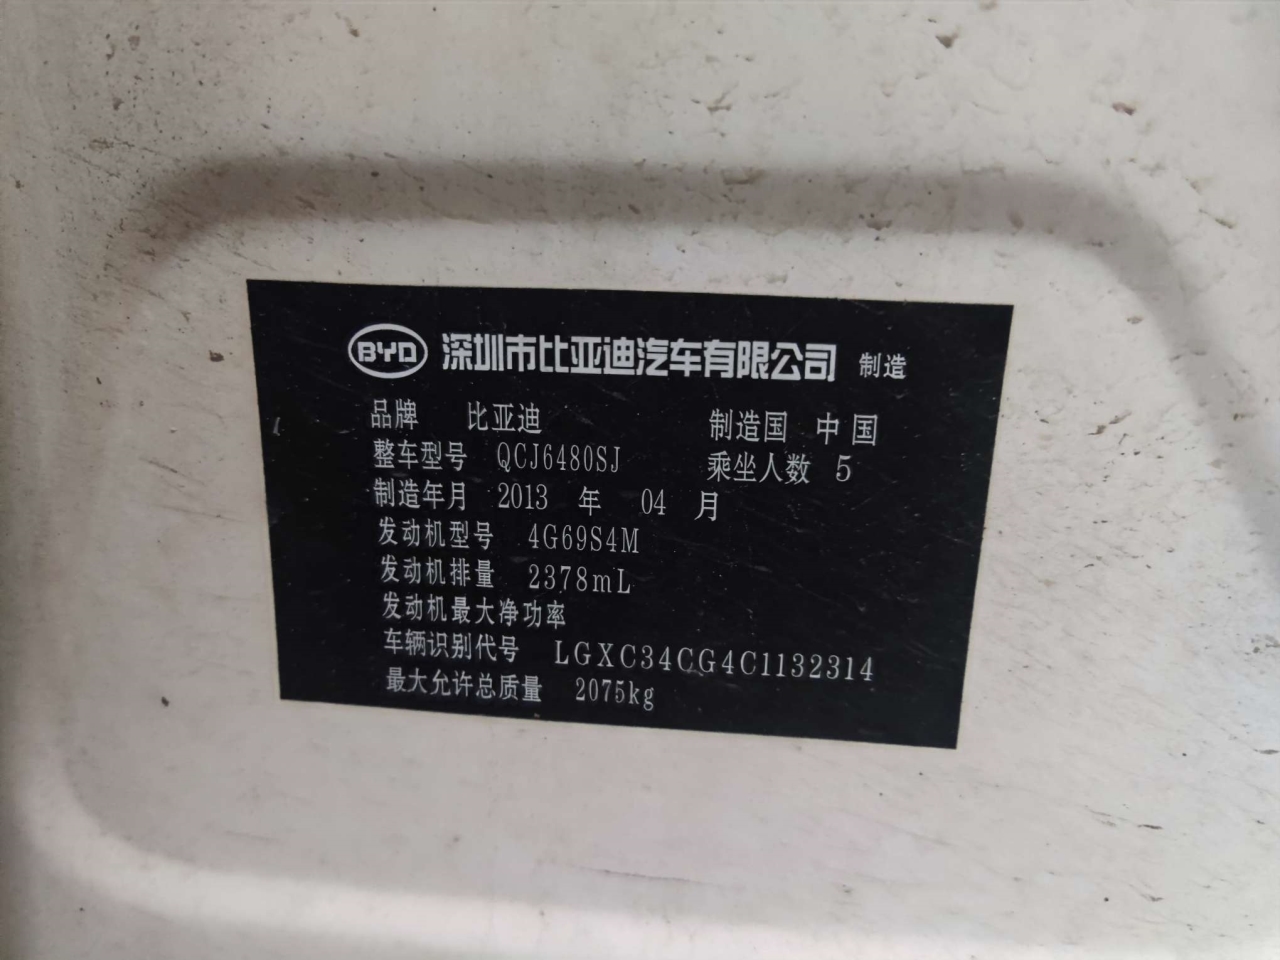 BYD 深圳市比亚迪汽车有限公司 制造
品牌 比亚迪 制造国 中国
整车型号 QCJ6480SJ 乘坐人数 5
制造年月 2013 年 04 月
发动机型号 4G69S4M
发动机排量 2378mL
发动机最大净功率
车辆识别代号 LGXC34CG4C1132314
最大允许总质量 2075kg